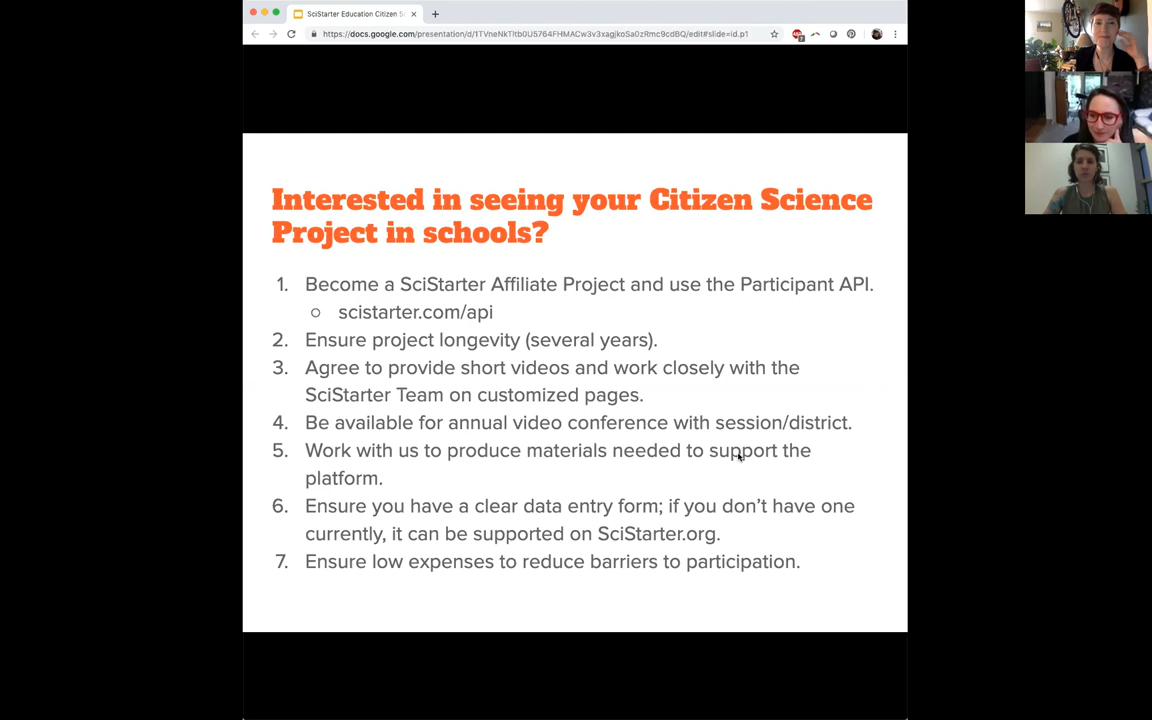 SciStarter Education Citizen Sc
https://docs.google.com/presentation/d/1TVneNkTltb0U5764FHMACw3v3xagjkoSa0zRmc9cdBQ/edit#slide=id.p1
Interested in seeing your Citizen Science
Project in schools?
1. Become a SciStarter Affiliate Project and use the Participant API.
○ scistarter.com/api
2. Ensure project longevity (several years).
3. Agree to provide short videos and work closely with the
SciStarter Team on customized pages.
4. Be available for annual video conference with session/district.
5. Work with us to produce materials needed to support the
platform.
6. Ensure you have a clear data entry form; if you don’t have one
currently, it can be supported on SciStarter.org.
7. Ensure low expenses to reduce barriers to participation.